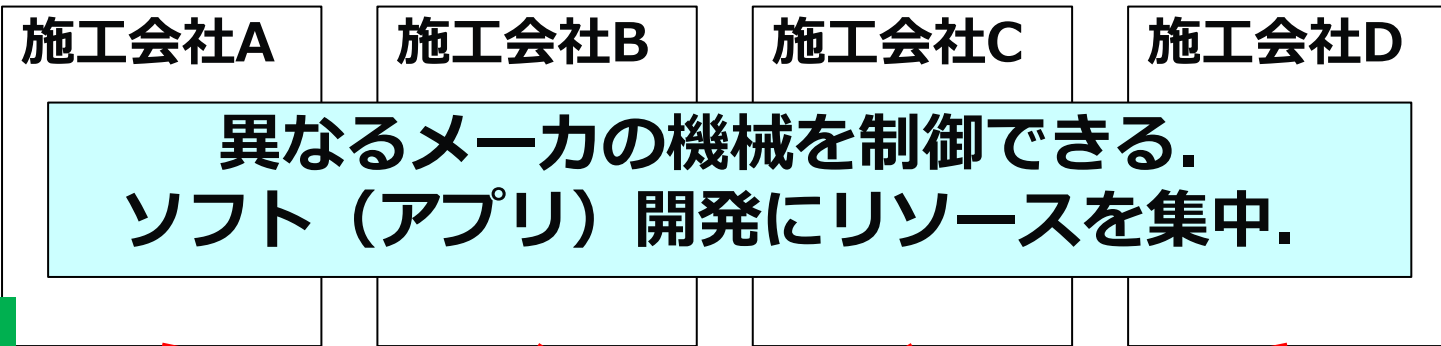 施工会社A
施工会社B
施工会社C
施工会社D
異なるメーカの機械を制御できる.
ソフト（アプリ）開発にリソースを集中.